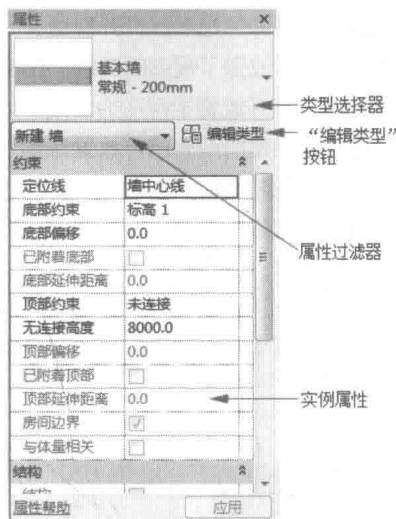 属性
基本墙
常规 - 200mm
类型选择器
新建 墙
编辑类型
“编辑类型”
按钮
约束
定位线 墙中心线
底部约束 标高 1
底部偏移 0.0
属性过滤器
已附着底部
底部延伸距离 0.0
顶部约束 未连接
无连接高度 8000.0
顶部偏移 0.0
已附着顶部
顶部延伸距离 0.0
实例属性
房间边界
与体量相关
结构
结构
属性帮助
应用